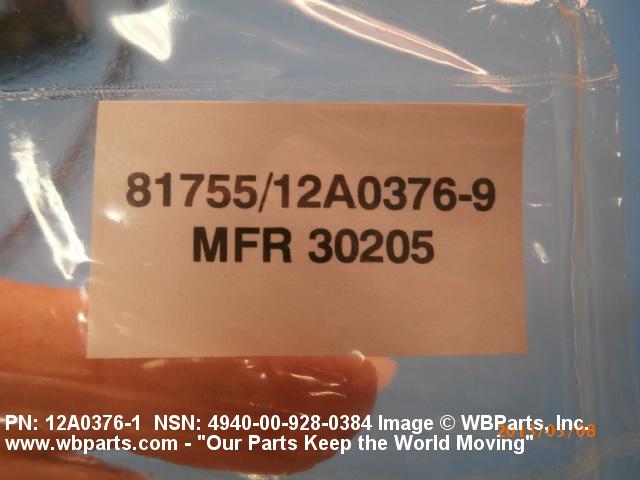 81755/12A0376-9
MFR 30205
PN: 12A0376-1 NSN: 4940-00-928-0384 Image © WBParts, Inc.
www.wbparts.com - "Our Parts Keep the World Moving"